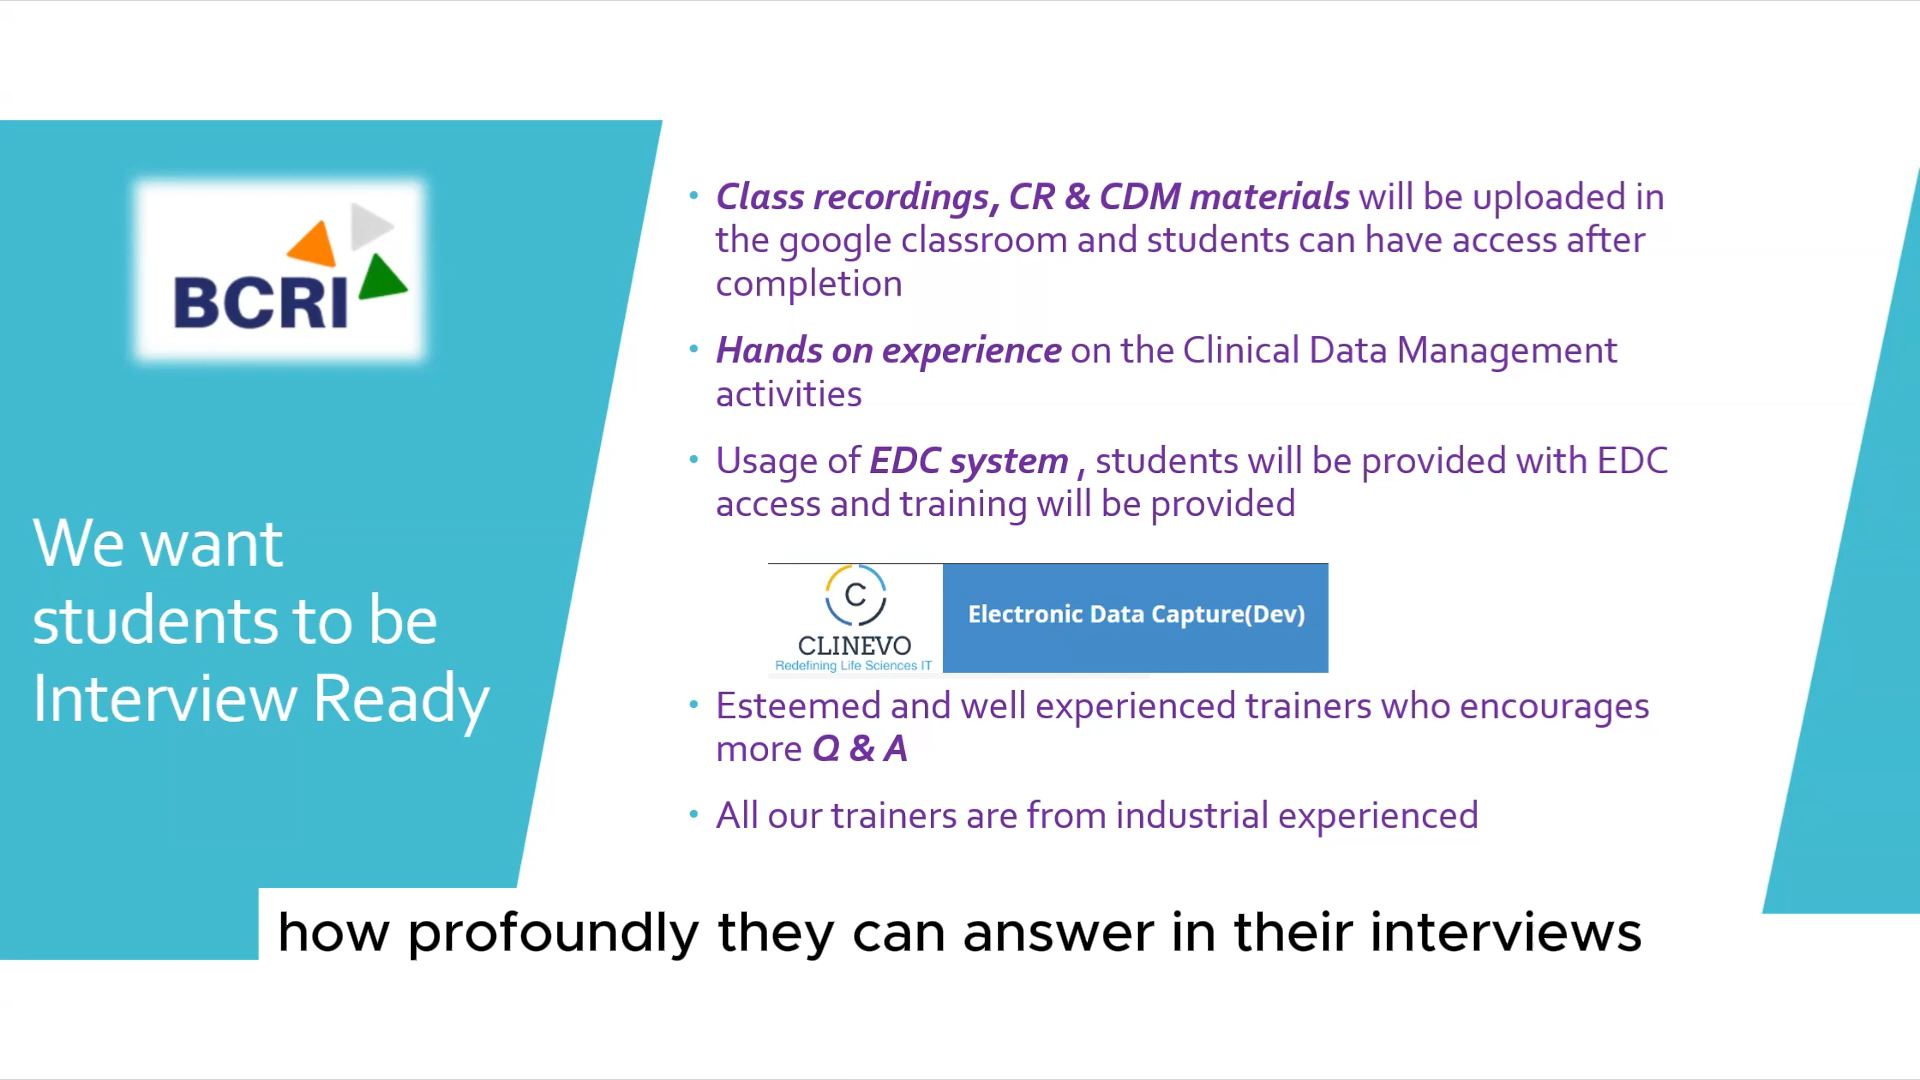 BCRI
We want
students to be
Interview Ready
• Class recordings, CR & CDM materials will be uploaded in
the google classroom and students can have access after
completion
• Hands on experience on the Clinical Data Management
activities
• Usage of EDC system , students will be provided with EDC
access and training will be provided
C
CLINEVO
Redefining Life Sciences IT
Electronic Data Capture(Dev)
• Esteemed and well experienced trainers who encourages
more Q & A
• All our trainers are from industrial experienced
how profoundly they can answer in their interviews